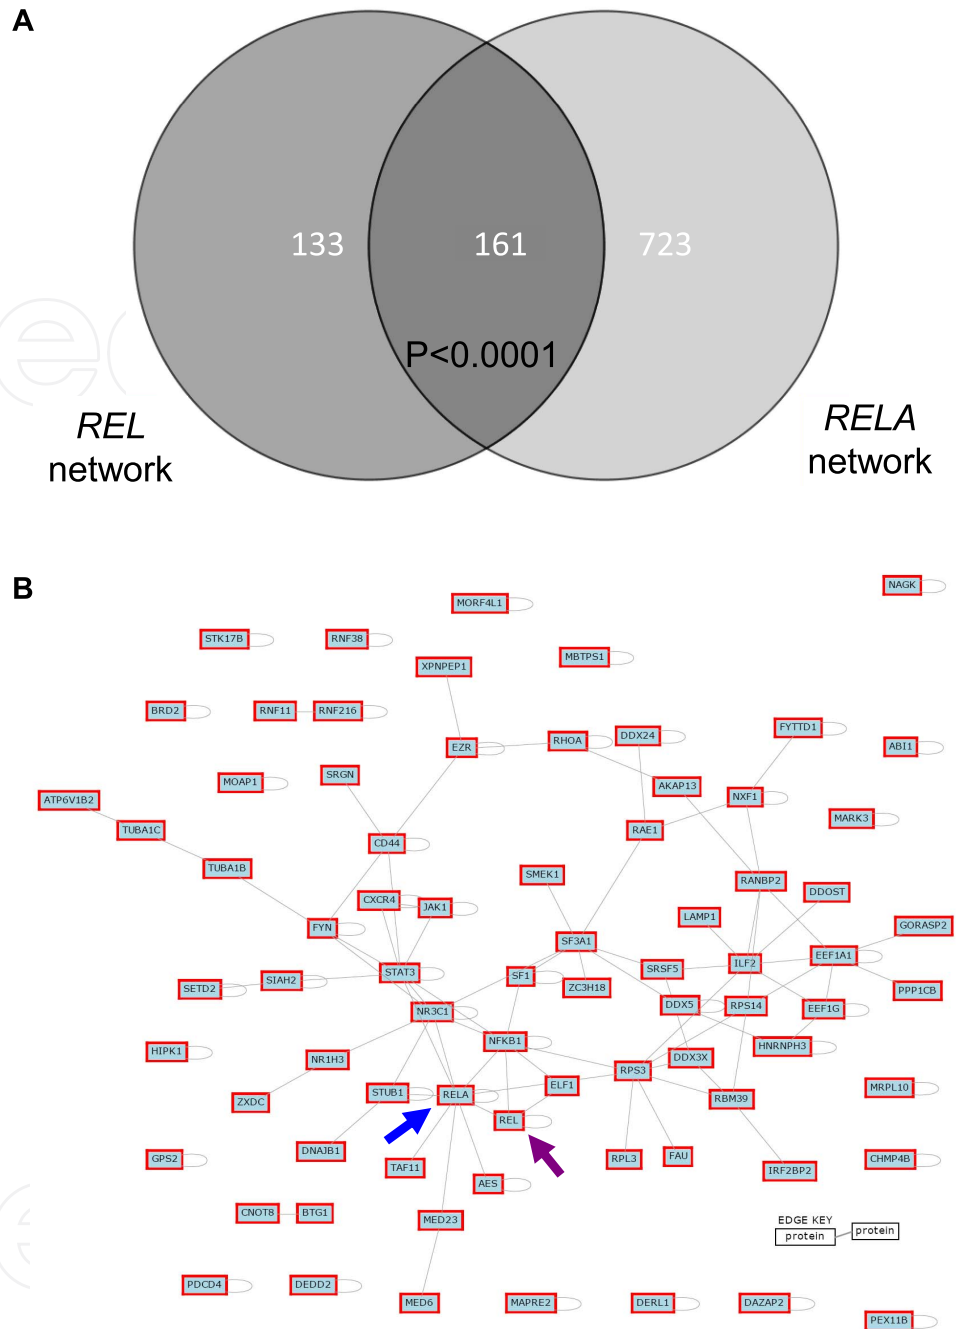 A
133 161 723
P<0.0001
REL
network
RELA
network
B
NAGK
MORF4L1
STK17B RNF38
MBTPS1
XPNPEP1
BRD2 RNF11 RNF216
FYTTD1
DDX24
RHOA
EZR
ABI1
SRGN
MOAP1
AKAP13
NXF1
ATP6V1B2
MARK3
TUBA1C
RAE1
CD44
TUBA1B
SMEK1
RANBP2
DDOST
CXCR4
JAK1
LAMP1
FYN
GORASP2
SF3A1
EEF1A1
ILF2
STAT3
SF1
SRSF5
SIAH2
SETD2
ZC3H18
PPP1CB
DDX5
RPS14
EEF1G
NR3C1
NFKB1
HNRNPH3
HIPK1
NR1H3
DDX3X
RPS3
ELF1
MRPL10
STUB1
RELA
RBM39
ZXDC
REL
DNAJB1
RPL3
FAU
GPS2
CHMP4B
TAF11
IRF2BP2
AES
CNOT8 BTG1
MED23
EDGE KEY
protein protein
PDCD4 DEDD2
MED6 MAPRE2 DERL1 DAZAP2
PEX11B